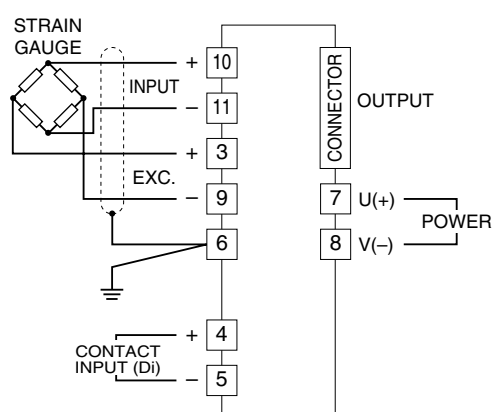 STRAIN
GAUGE
+ 10
INPUT
– 11
+ 3
EXC.
– 9
6
+ 4
CONTACT
INPUT (Di)
– 5
CONNECTOR
OUTPUT
7 U(+)
POWER
8 V(–)